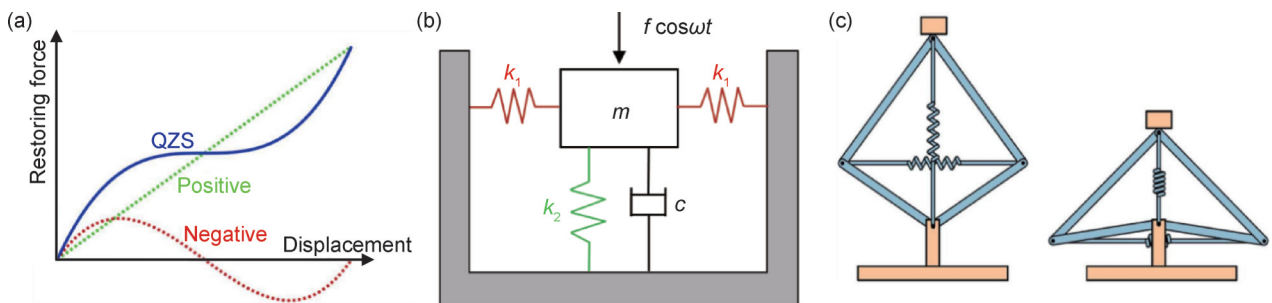 (a)
Restoring force
QZS
Positive
Negative
Displacement
(b)
f cosωt
k₁
k₁
m
k₂
c
(c)